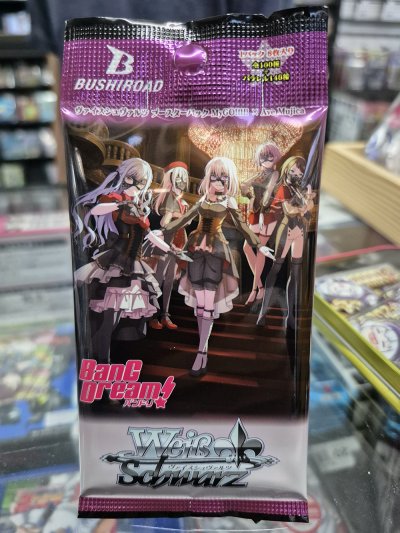 B
BUSHIROAD
1パック 8枚入り
全160種
パラレル140種
ヴァイスシュヴァルツ ブースターパック MyGO!!!!! × Ave Mujica
BanG
Dream!
バンドリ
Weiß
ヴァイスシュヴァルツ
Schwarz